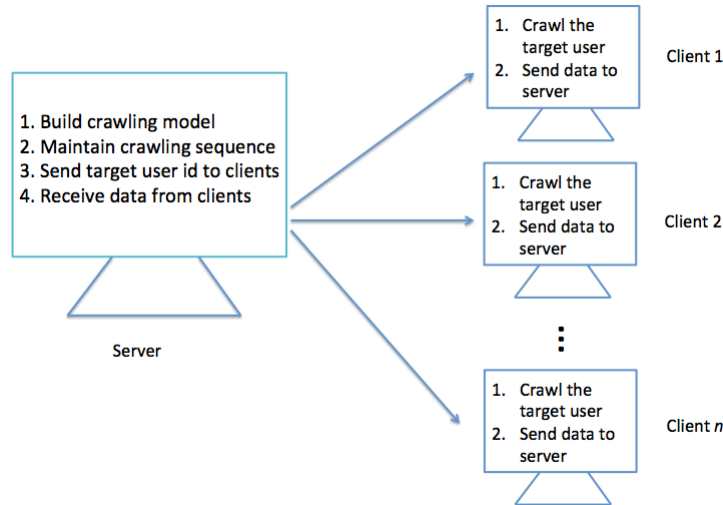 1. Build crawling model
2. Maintain crawling sequence
3. Send target user id to clients
4. Receive data from clients
Server
1. Crawl the
target user
2. Send data to
server
Client 1
1. Crawl the
target user
2. Send data to
server
Client 2
1. Crawl the
target user
2. Send data to
server
Client n